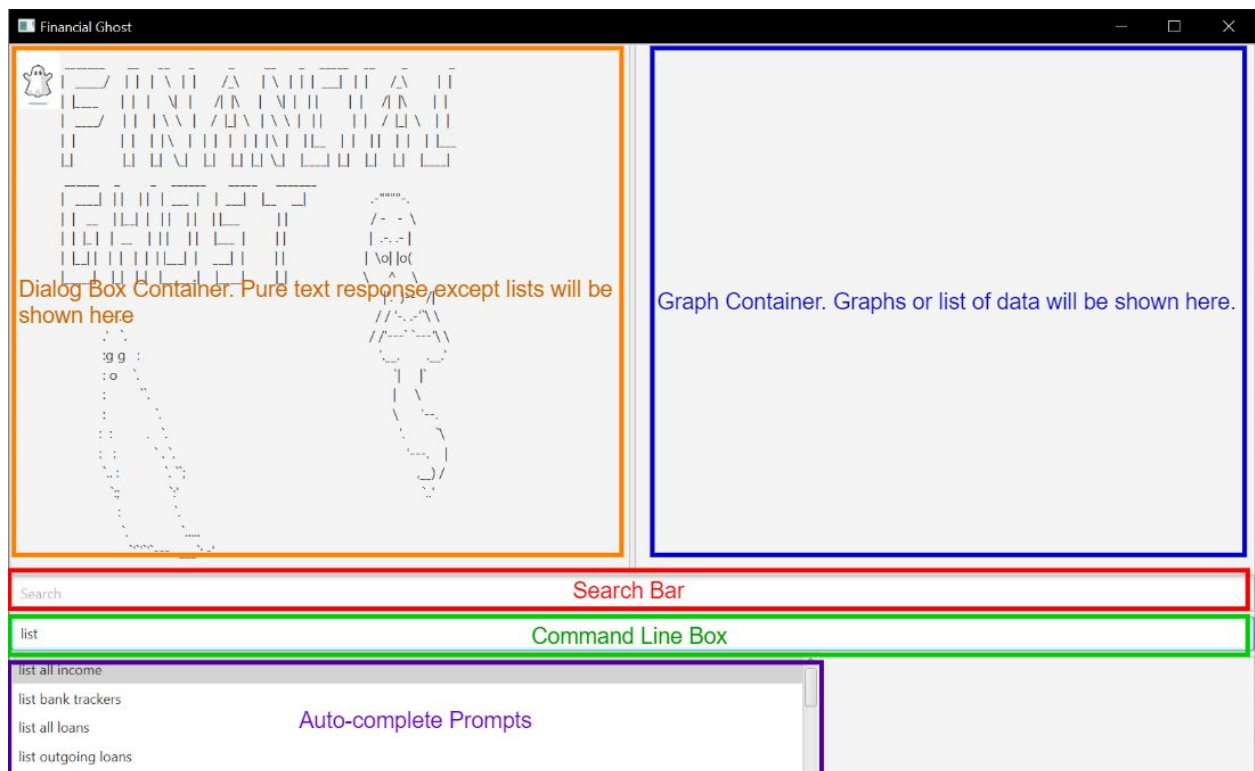 Financial Ghost
FINANCIAL
GHOST
Dialog Box Container. Pure text response except lists will be
shown here
Graph Container. Graphs or list of data will be shown here.
Search
Search Bar
list
Command Line Box
list all income
list bank trackers
list all loans
list outgoing loans
Auto-complete Prompts